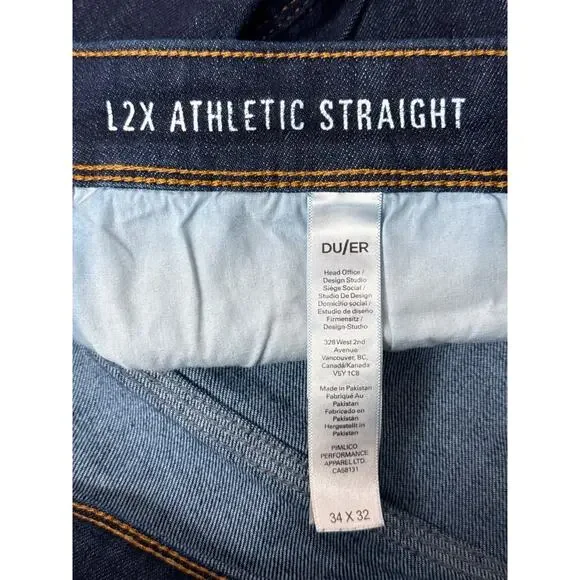 L2X ATHLETIC STRAIGHT
DU/ER
Head Office /
Design Studio
Siège Social /
Studio De Design
Domicilio social /
Estudio de diseño
Firmensitz /
Design-Studio
328 West 2nd
Avenue
Vancouver, BC,
Canada/Kanada
V5Y 1C8
Made in Pakistan
Fabriqué Au
Pakistan
Fabricado en
Pakistan
Hergestellt in
Pakistan
PIMLICO
PERFORMANCE
APPAREL LTD.
CA58131
34 X 32